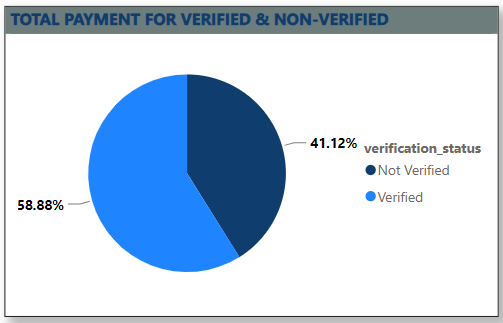 TOTAL PAYMENT FOR VERIFIED & NON-VERIFIED
41.12%
verification_status
Not Verified
Verified
58.88%